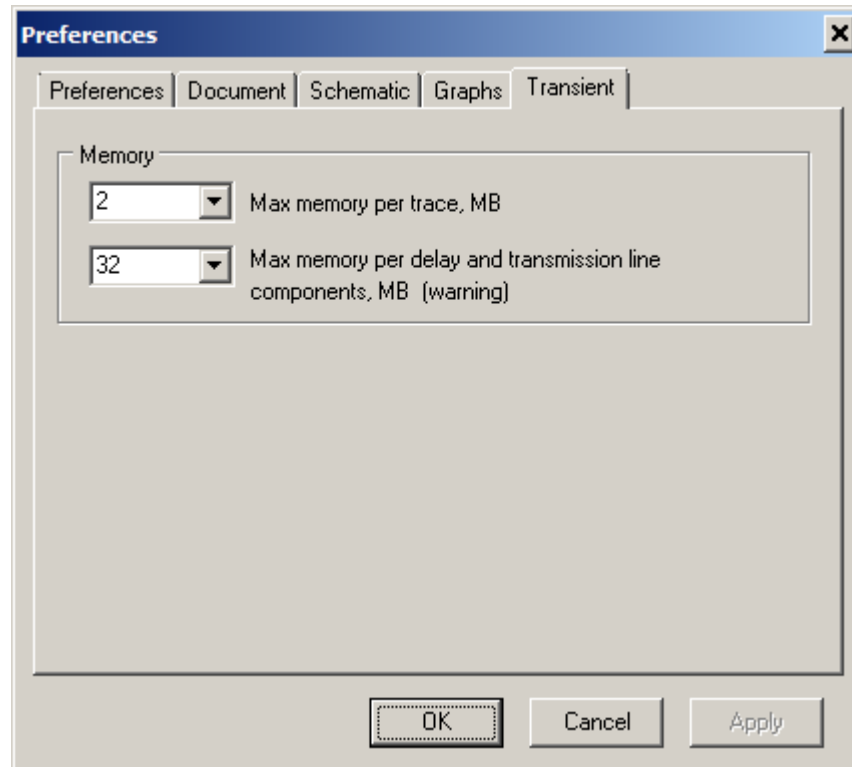 Preferences
Preferences Document Schematic Graphs Transient
Memory
2 Max memory per trace, MB
32 Max memory per delay and transmission line
components, MB (warning)
OK Cancel Apply